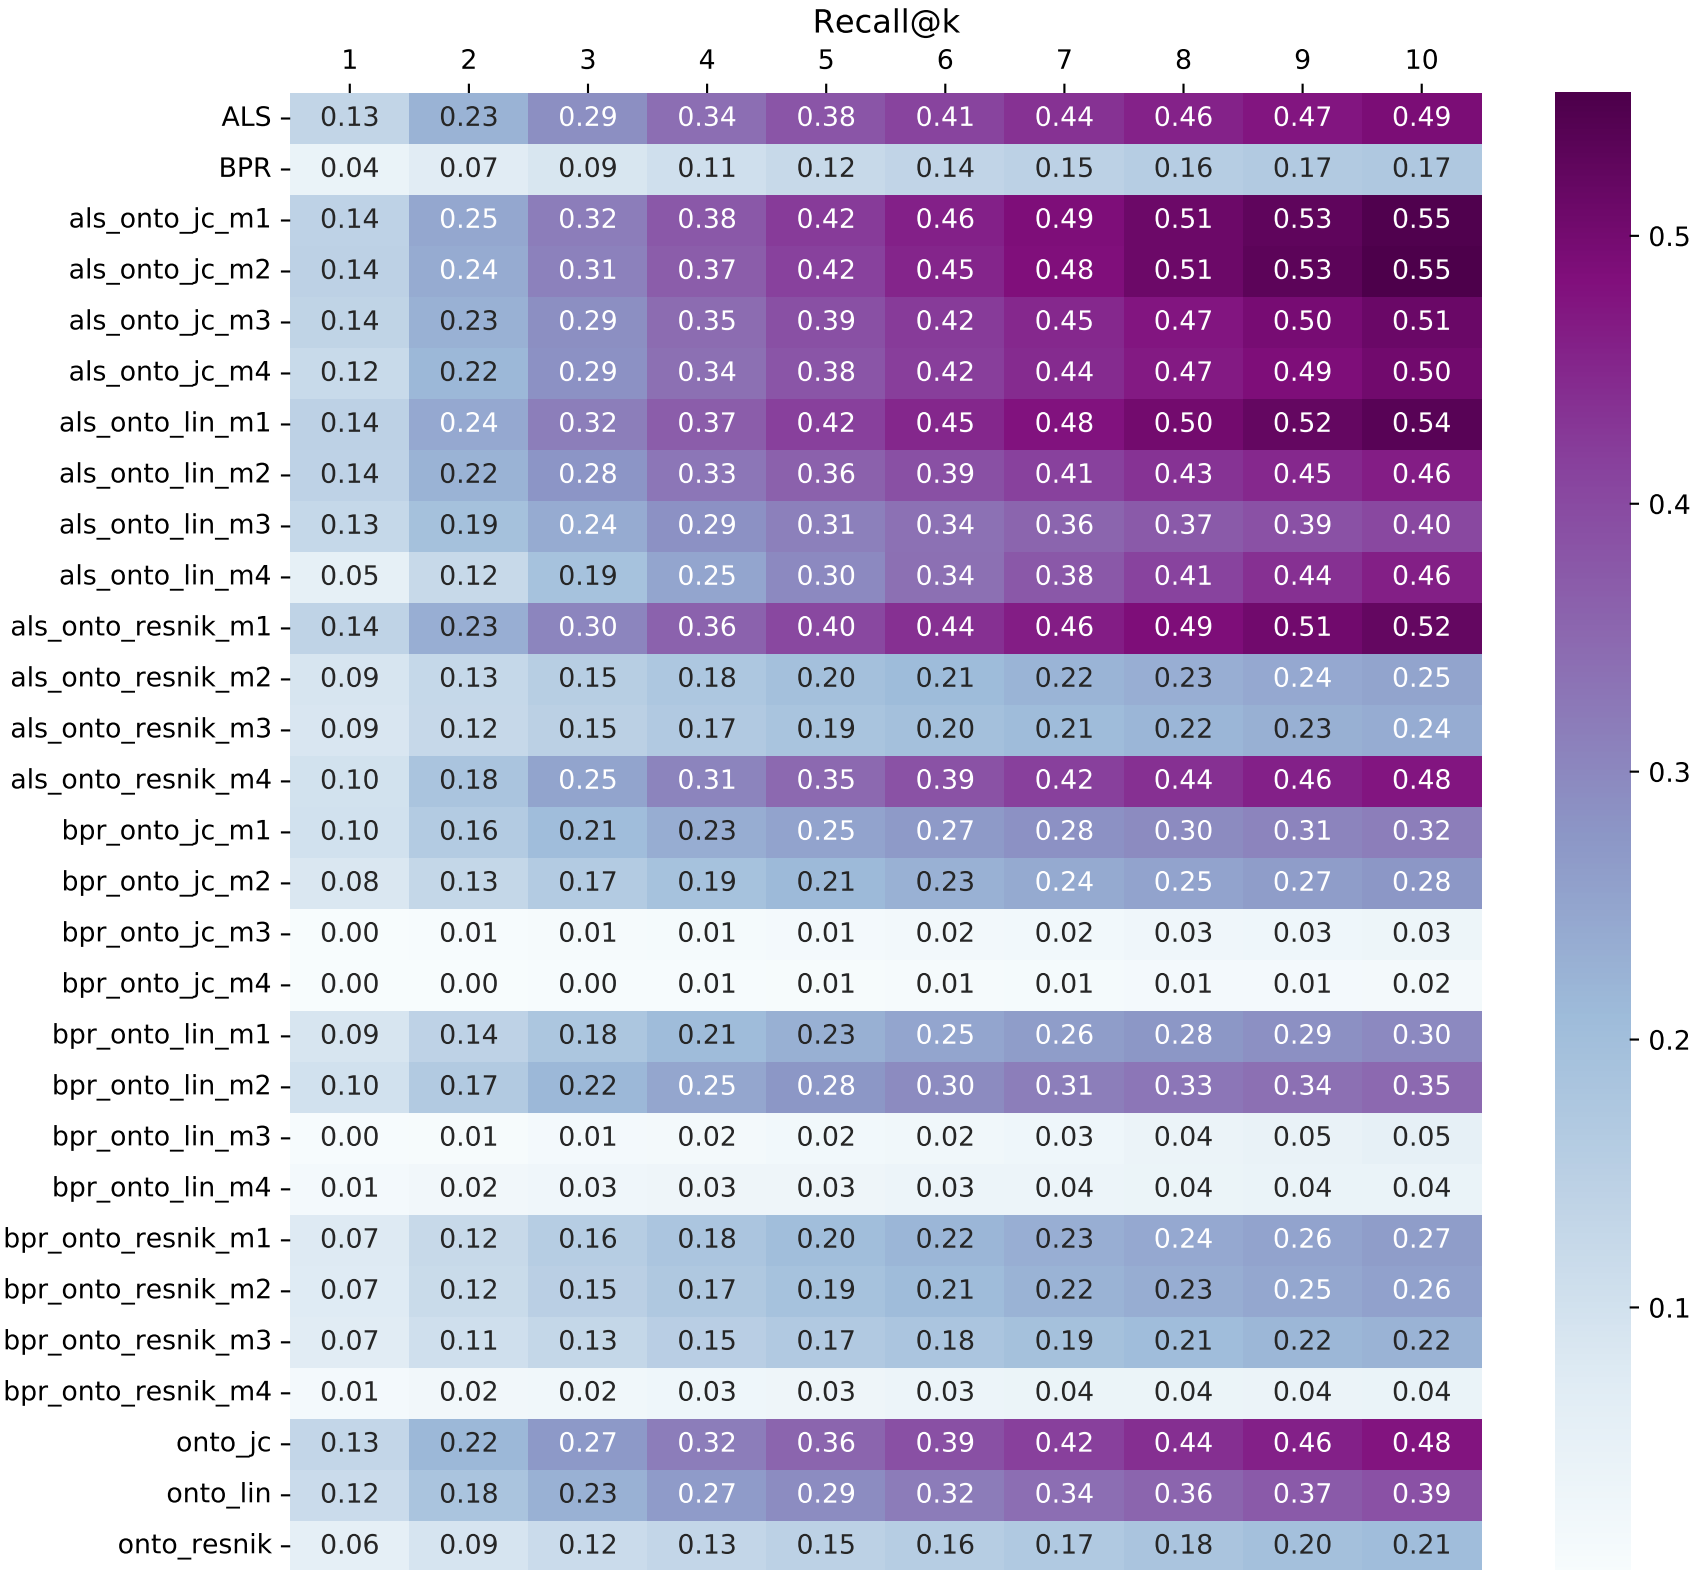 Recall@k
1 2 3 4 5 6 7 8 9 10
ALS 0.13 0.23 0.29 0.34 0.38 0.41 0.44 0.46 0.47 0.49
BPR 0.04 0.07 0.09 0.11 0.12 0.14 0.15 0.16 0.17 0.17
als_onto_jc_m1 0.14 0.25 0.32 0.38 0.42 0.46 0.49 0.51 0.53 0.55
als_onto_jc_m2 0.14 0.24 0.31 0.37 0.42 0.45 0.48 0.51 0.53 0.55
als_onto_jc_m3 0.14 0.23 0.29 0.35 0.39 0.42 0.45 0.47 0.50 0.51
als_onto_jc_m4 0.12 0.22 0.29 0.34 0.38 0.42 0.44 0.47 0.49 0.50
als_onto_lin_m1 0.14 0.24 0.32 0.37 0.42 0.45 0.48 0.50 0.52 0.54
als_onto_lin_m2 0.14 0.22 0.28 0.33 0.36 0.39 0.41 0.43 0.45 0.46
als_onto_lin_m3 0.13 0.19 0.24 0.29 0.31 0.34 0.36 0.37 0.39 0.40
als_onto_lin_m4 0.05 0.12 0.19 0.25 0.30 0.34 0.38 0.41 0.44 0.46
als_onto_resnik_m1 0.14 0.23 0.30 0.36 0.40 0.44 0.46 0.49 0.51 0.52
als_onto_resnik_m2 0.09 0.13 0.15 0.18 0.20 0.21 0.22 0.23 0.24 0.25
als_onto_resnik_m3 0.09 0.12 0.15 0.17 0.19 0.20 0.21 0.22 0.23 0.24
als_onto_resnik_m4 0.10 0.18 0.25 0.31 0.35 0.39 0.42 0.44 0.46 0.48
bpr_onto_jc_m1 0.10 0.16 0.21 0.23 0.25 0.27 0.28 0.30 0.31 0.32
bpr_onto_jc_m2 0.08 0.13 0.17 0.19 0.21 0.23 0.24 0.25 0.27 0.28
bpr_onto_jc_m3 0.00 0.01 0.01 0.01 0.01 0.02 0.02 0.03 0.03 0.03
bpr_onto_jc_m4 0.00 0.00 0.00 0.01 0.01 0.01 0.01 0.01 0.01 0.02
bpr_onto_lin_m1 0.09 0.14 0.18 0.21 0.23 0.25 0.26 0.28 0.29 0.30
bpr_onto_lin_m2 0.10 0.17 0.22 0.25 0.28 0.30 0.31 0.33 0.34 0.35
bpr_onto_lin_m3 0.00 0.01 0.01 0.02 0.02 0.02 0.03 0.04 0.05 0.05
bpr_onto_lin_m4 0.01 0.02 0.03 0.03 0.03 0.03 0.04 0.04 0.04 0.04
bpr_onto_resnik_m1 0.07 0.12 0.16 0.18 0.20 0.22 0.23 0.24 0.26 0.27
bpr_onto_resnik_m2 0.07 0.12 0.15 0.17 0.19 0.21 0.22 0.23 0.25 0.26
bpr_onto_resnik_m3 0.07 0.11 0.13 0.15 0.17 0.18 0.19 0.21 0.22 0.22
bpr_onto_resnik_m4 0.01 0.02 0.02 0.03 0.03 0.03 0.04 0.04 0.04 0.04
onto_jc 0.13 0.22 0.27 0.32 0.36 0.39 0.42 0.44 0.46 0.48
onto_lin 0.12 0.18 0.23 0.27 0.29 0.32 0.34 0.36 0.37 0.39
onto_resnik 0.06 0.09 0.12 0.13 0.15 0.16 0.17 0.18 0.20 0.21
0.5
0.4
0.3
0.2
0.1